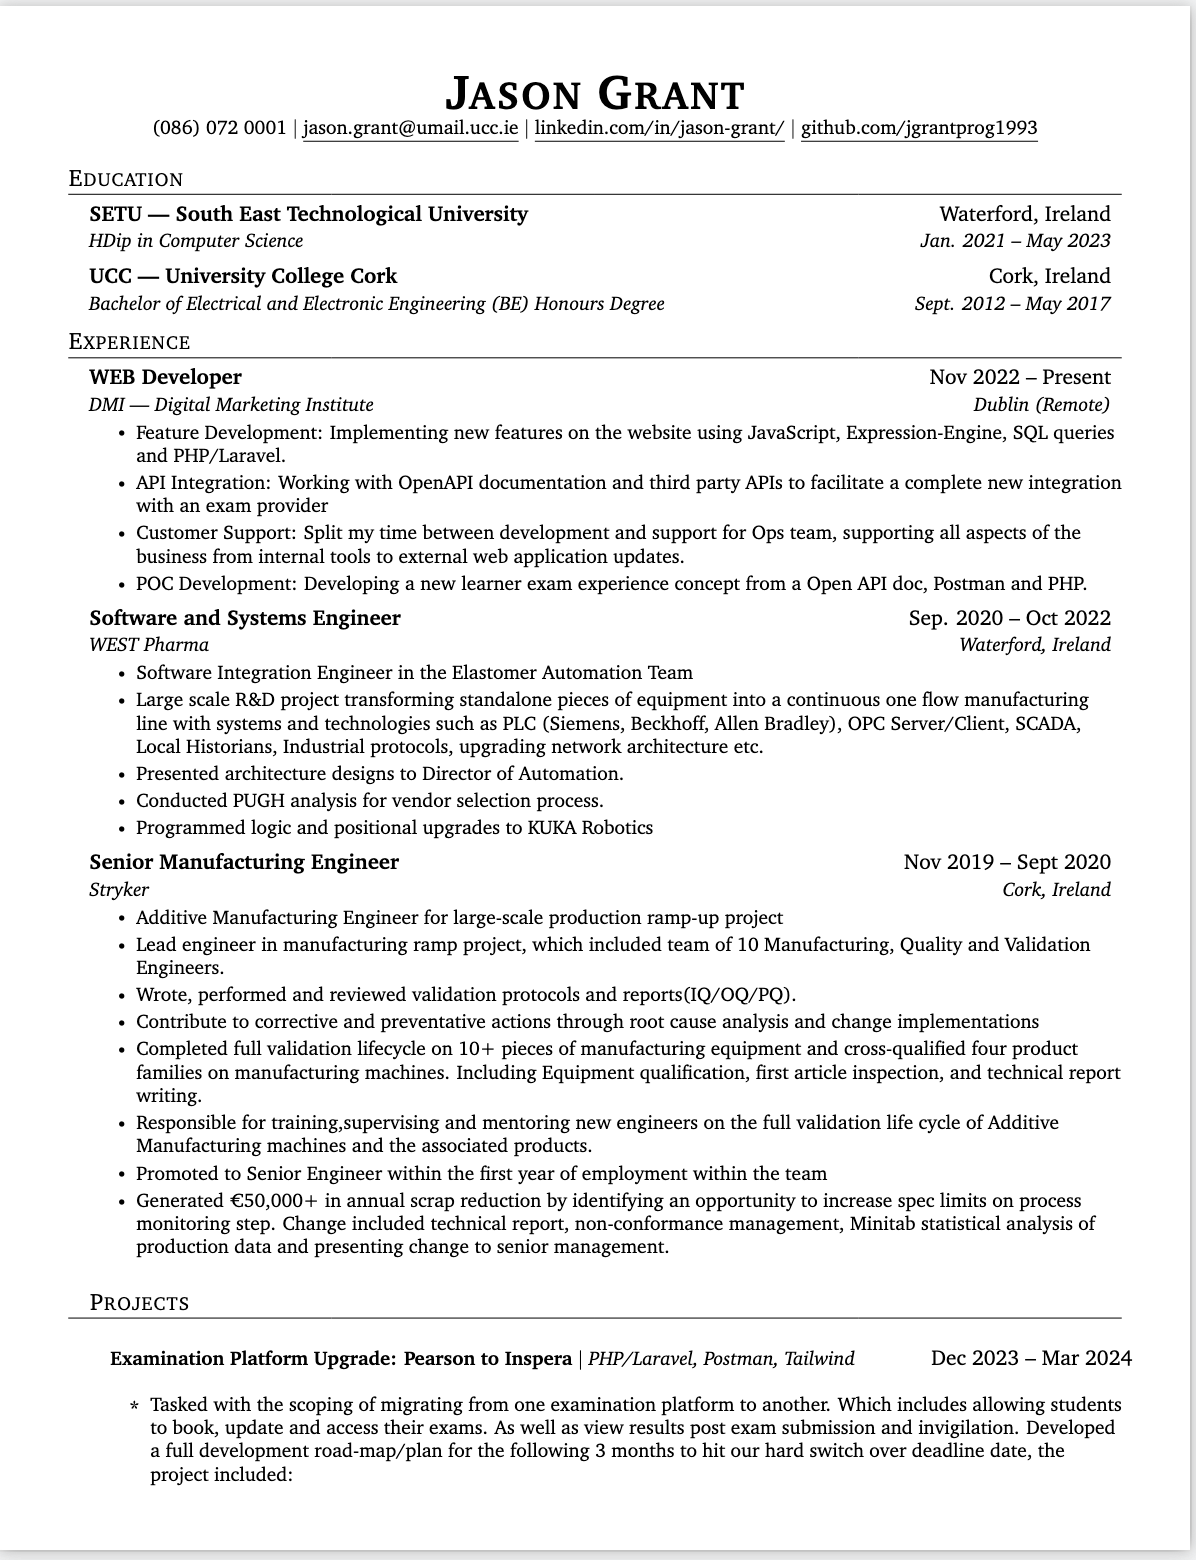 JASON GRANT
(086) 072 0001 | jason.grant@umail.ucc.ie | linkedin.com/in/jason-grant/ | github.com/jgrantprog1993
EDUCATION
SETU — South East Technological University Waterford, Ireland
HDip in Computer Science Jan. 2021 – May 2023
UCC — University College Cork Cork, Ireland
Bachelor of Electrical and Electronic Engineering (BE) Honours Degree Sept. 2012 – May 2017
EXPERIENCE
WEB Developer Nov 2022 – Present
DMI — Digital Marketing Institute Dublin (Remote)
• Feature Development: Implementing new features on the website using JavaScript, Expression-Engine, SQL queries
and PHP/Laravel.
• API Integration: Working with OpenAPI documentation and third party APIs to facilitate a complete new integration
with an exam provider
• Customer Support: Split my time between development and support for Ops team, supporting all aspects of the
business from internal tools to external web application updates.
• POC Development: Developing a new learner exam experience concept from a Open API doc, Postman and PHP.
Software and Systems Engineer Sep. 2020 – Oct 2022
WEST Pharma Waterford, Ireland
• Software Integration Engineer in the Elastomer Automation Team
• Large scale R&D project transforming standalone pieces of equipment into a continuous one flow manufacturing
line with systems and technologies such as PLC (Siemens, Beckhoff, Allen Bradley), OPC Server/Client, SCADA,
Local Historians, Industrial protocols, upgrading network architecture etc.
• Presented architecture designs to Director of Automation.
• Conducted PUGH analysis for vendor selection process.
• Programmed logic and positional upgrades to KUKA Robotics
Senior Manufacturing Engineer Nov 2019 – Sept 2020
Stryker Cork, Ireland
• Additive Manufacturing Engineer for large-scale production ramp-up project
• Lead engineer in manufacturing ramp project, which included team of 10 Manufacturing, Quality and Validation
Engineers.
• Wrote, performed and reviewed validation protocols and reports(IQ/OQ/PQ).
• Contribute to corrective and preventative actions through root cause analysis and change implementations
• Completed full validation lifecycle on 10+ pieces of manufacturing equipment and cross-qualified four product
families on manufacturing machines. Including Equipment qualification, first article inspection, and technical report
writing.
• Responsible for training,supervising and mentoring new engineers on the full validation life cycle of Additive
Manufacturing machines and the associated products.
• Promoted to Senior Engineer within the first year of employment within the team
• Generated €50,000+ in annual scrap reduction by identifying an opportunity to increase spec limits on process
monitoring step. Change included technical report, non-conformance management, Minitab statistical analysis of
production data and presenting change to senior management.
PROJECTS
Examination Platform Upgrade: Pearson to Inspera | PHP/Laravel, Postman, Tailwind Dec 2023 – Mar 2024
* Tasked with the scoping of migrating from one examination platform to another. Which includes allowing students
to book, update and access their exams. As well as view results post exam submission and invigilation. Developed
a full development road-map/plan for the following 3 months to hit our hard switch over deadline date, the
project included: